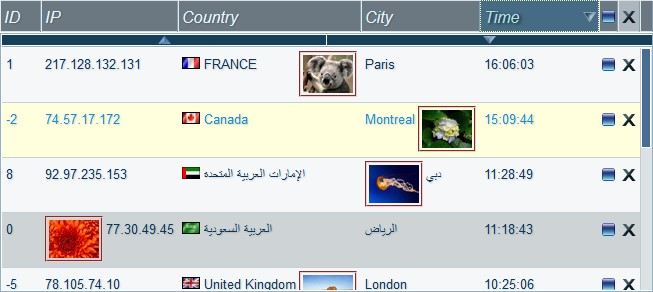 ID IP Country City Time X
1 217.128.132.131 FRANCE Paris 16:06:03 X
-2 74.57.17.172 Canada Montreal 15:09:44 X
8 92.97.235.153 الإمارات العربية المتحدة دبي 11:28:49 X
0 77.30.49.45 العربية السعودية الرياض 11:18:43 X
-5 78.105.74.10 United Kingdom London 10:25:06 X